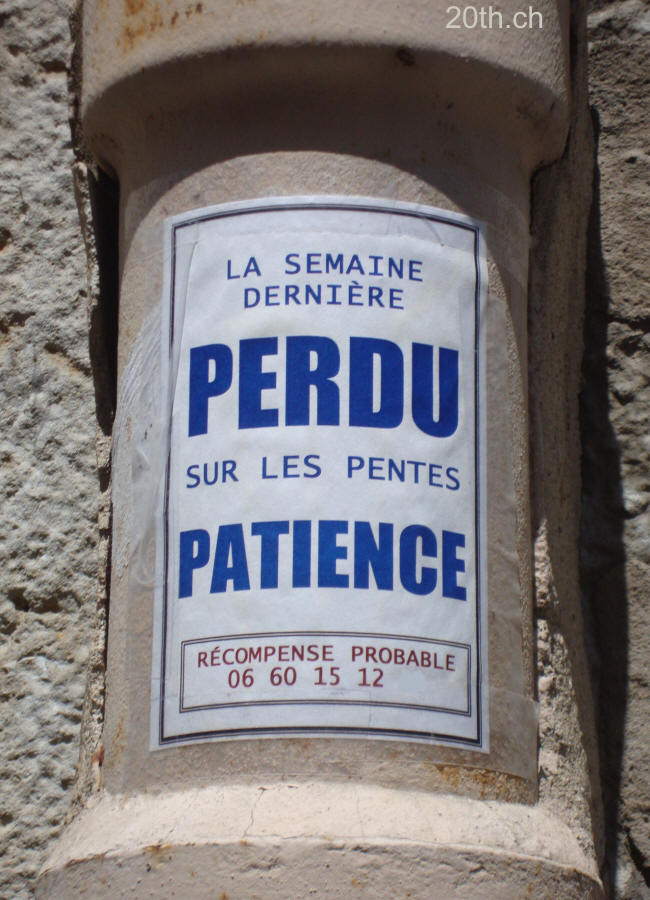 20th.ch
LA SEMAINE
DERNIÈRE
PERDU
SUR LES PENTES
PATIENCE
RÉCOMPENSE PROBABLE
06 60 15 12